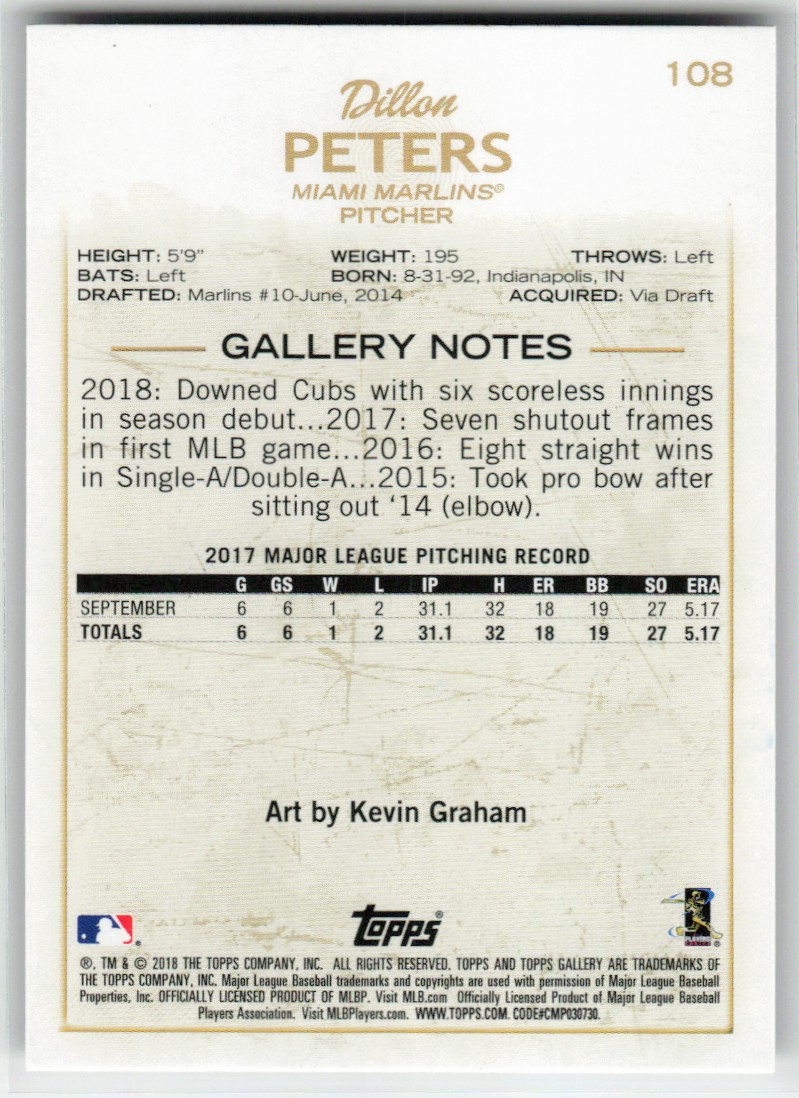 108
Dillon
PETERS
MIAMI MARLINS®
PITCHER
HEIGHT: 5'9" WEIGHT: 195 THROWS: Left
BATS: Left BORN: 8-31-92, Indianapolis, IN
DRAFTED: Marlins #10-June, 2014 ACQUIRED: Via Draft
GALLERY NOTES
2018: Downed Cubs with six scoreless innings
in season debut...2017: Seven shutout frames
in first MLB game...2016: Eight straight wins
in Single-A/Double-A...2015: Took pro bow after
sitting out '14 (elbow).
2017 MAJOR LEAGUE PITCHING RECORD
G GS W L IP H ER BB SO ERA
SEPTEMBER 6 6 1 2 31.1 32 18 19 27 5.17
TOTALS 6 6 1 2 31.1 32 18 19 27 5.17
Art by Kevin Graham
topps®
PLAYERS
®, TM & © 2018 THE TOPPS COMPANY, INC. ALL RIGHTS RESERVED. TOPPS AND TOPPS GALLERY ARE TRADEMARKS OF
THE TOPPS COMPANY, INC. Major League Baseball trademarks and copyrights are used with permission of Major League Baseball
Properties, Inc. OFFICIALLY LICENSED PRODUCT OF MLBP. Visit MLB.com Officially Licensed Product of Major League Baseball
Players Association. Visit MLBPlayers.com. WWW.TOPPS.COM. CODE#CMP030730.